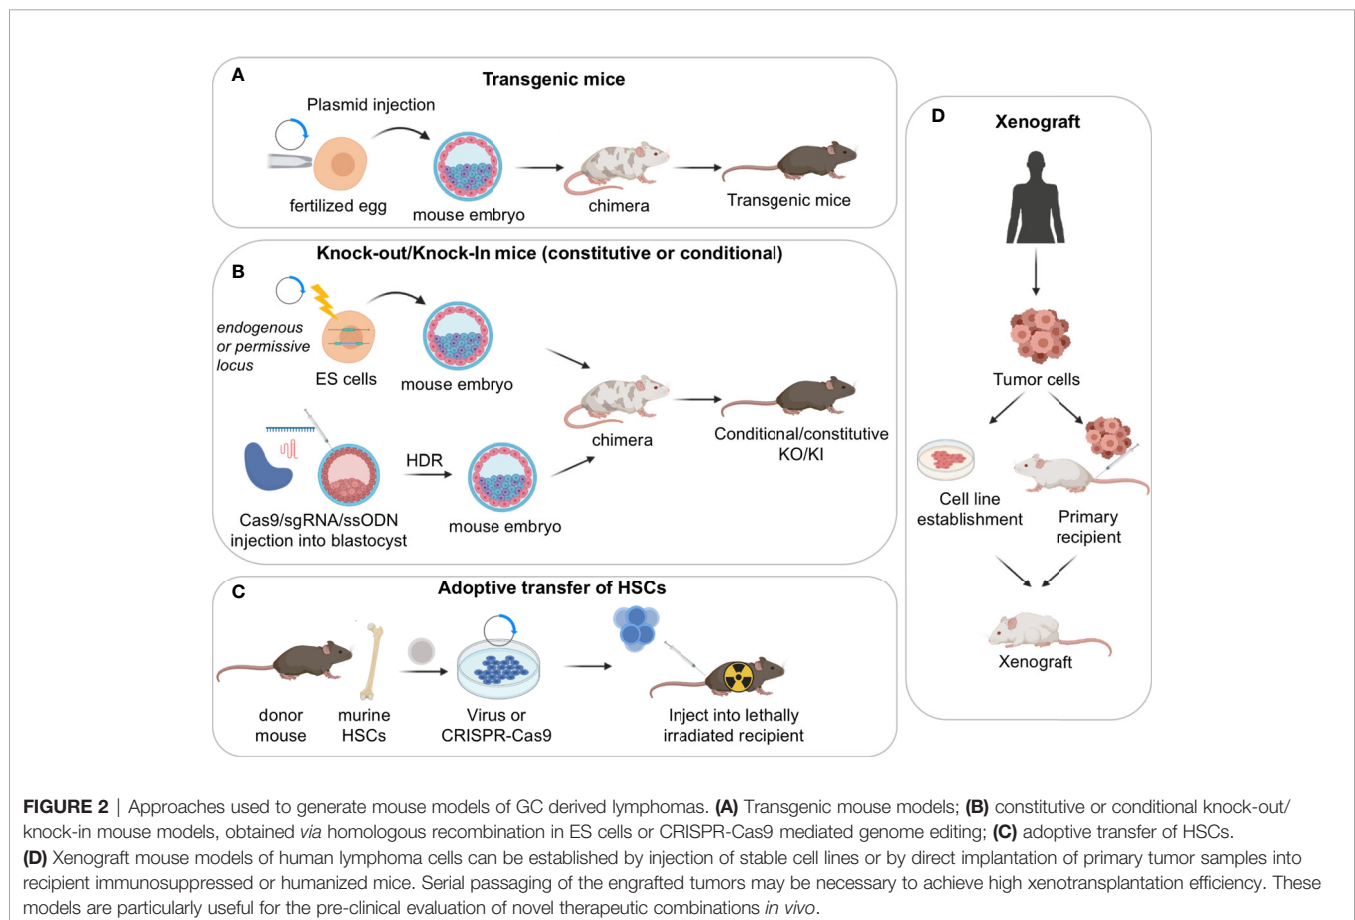 A
Transgenic mice
Plasmid injection
fertilized egg
mouse embryo
chimera
Transgenic mice
B
Knock-out/Knock-In mice (constitutive or conditional)
endogenous
or permissive
locus
ES cells
mouse embryo
chimera
Conditional/constitutive
KO/KI
HDR
Cas9/sgRNA/ssODN
injection into blastocyst
mouse embryo
C
Adoptive transfer of HSCs
donor
mouse
murine
HSCs
Virus or
CRISPR-Cas9
Inject into lethally
irradiated recipient
D
Xenograft
Tumor cells
Cell line
establishment
Primary
recipient
Xenograft
FIGURE 2 | Approaches used to generate mouse models of GC derived lymphomas. (A) Transgenic mouse models; (B) constitutive or conditional knock-out/
knock-in mouse models, obtained via homologous recombination in ES cells or CRISPR-Cas9 mediated genome editing; (C) adoptive transfer of HSCs.
(D) Xenograft mouse models of human lymphoma cells can be established by injection of stable cell lines or by direct implantation of primary tumor samples into
recipient immunosuppressed or humanized mice. Serial passaging of the engrafted tumors may be necessary to achieve high xenotransplantation efficiency. These
models are particularly useful for the pre-clinical evaluation of novel therapeutic combinations in vivo.